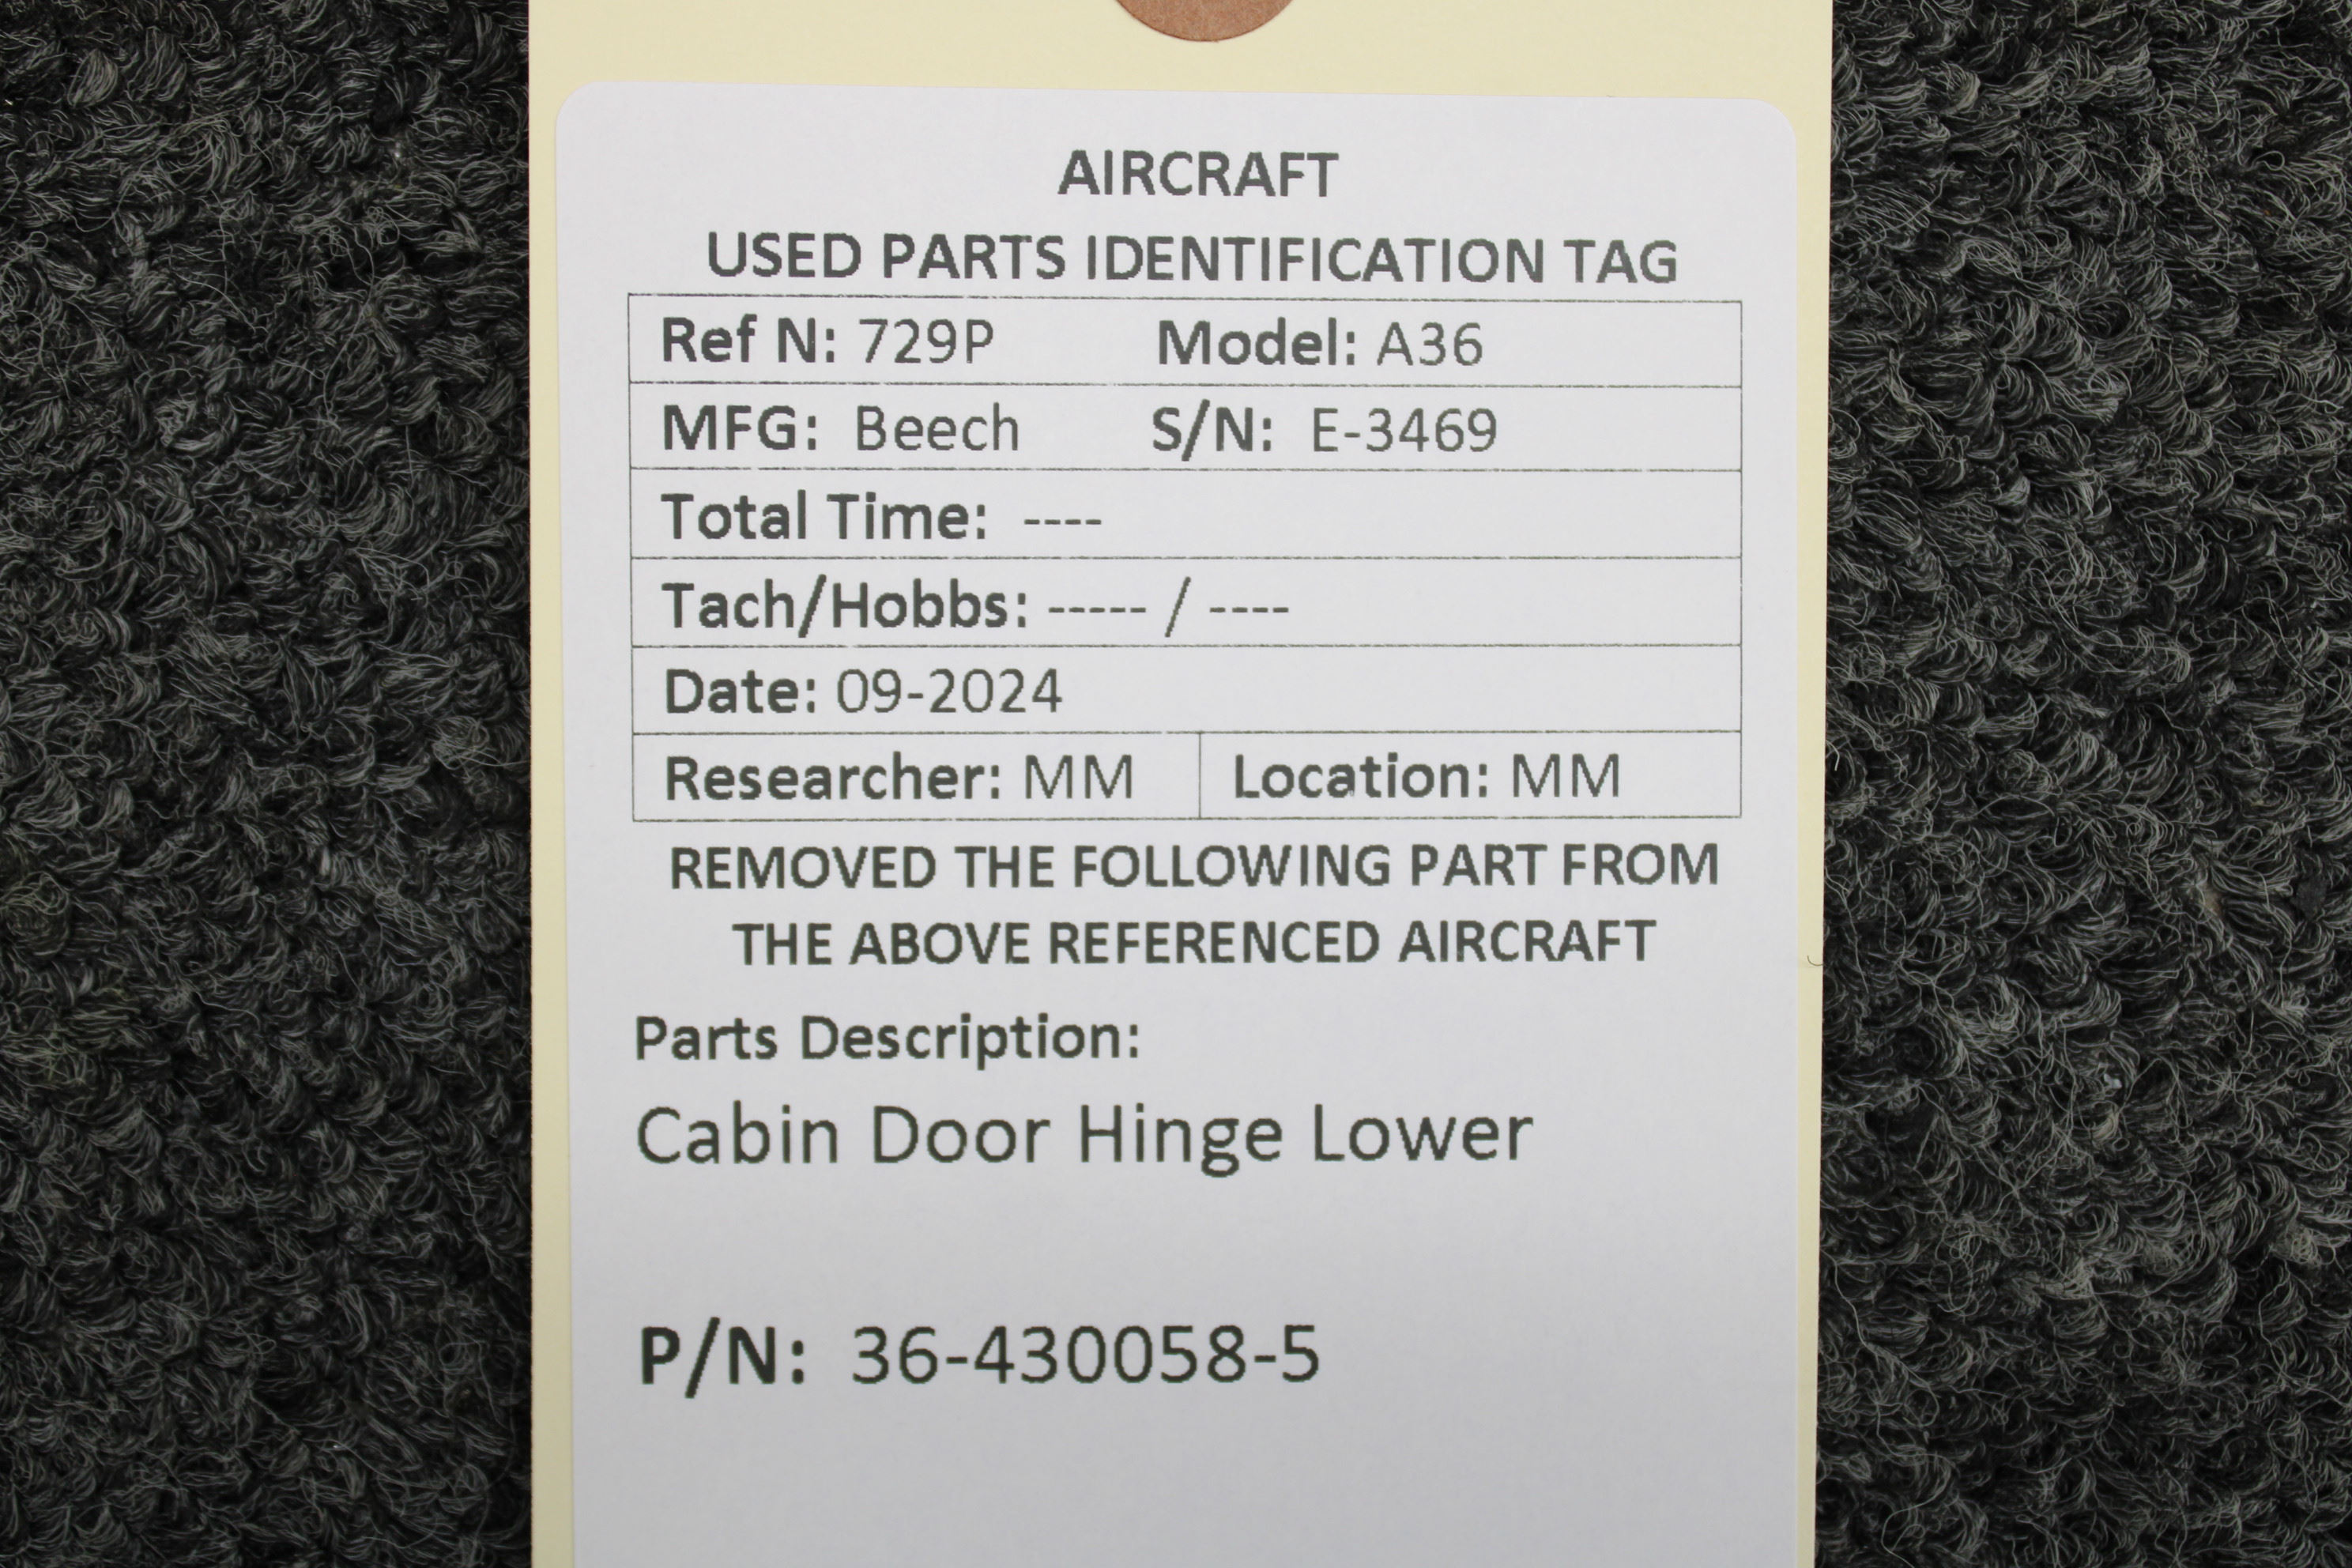 AIRCRAFT
USED PARTS IDENTIFICATION TAG
Ref N: 729P Model: A36
MFG: Beech S/N: E-3469
Total Time: ----
Tach/Hobbs: ----- / ----
Date: 09-2024
Researcher: MM Location: MM
REMOVED THE FOLLOWING PART FROM
THE ABOVE REFERENCED AIRCRAFT
Parts Description:
Cabin Door Hinge Lower
P/N: 36-430058-5